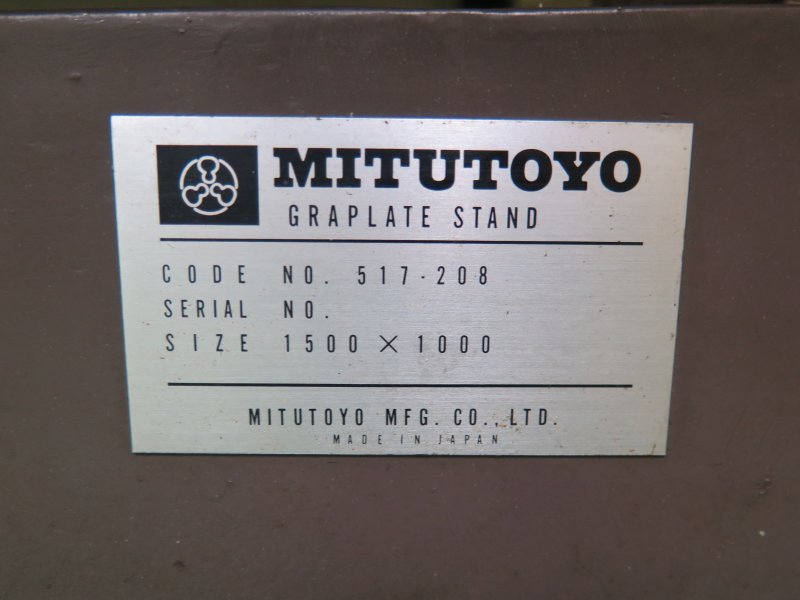 MITUTOYO
GRAPLATE STAND
CODE NO. 517-208
SERIAL NO.
SIZE 1500 × 1000
MITUTOYO MFG. CO., LTD.
MADE IN JAPAN